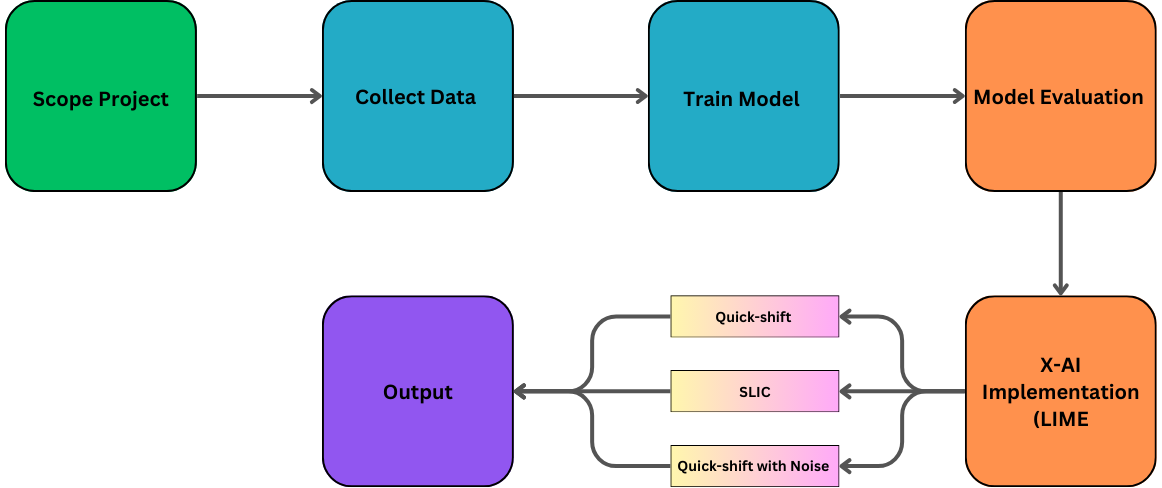 Scope Project
Collect Data
Train Model
Model Evaluation
X-AI
Implementation
(LIME
Quick-shift
SLIC
Quick-shift with Noise
Output